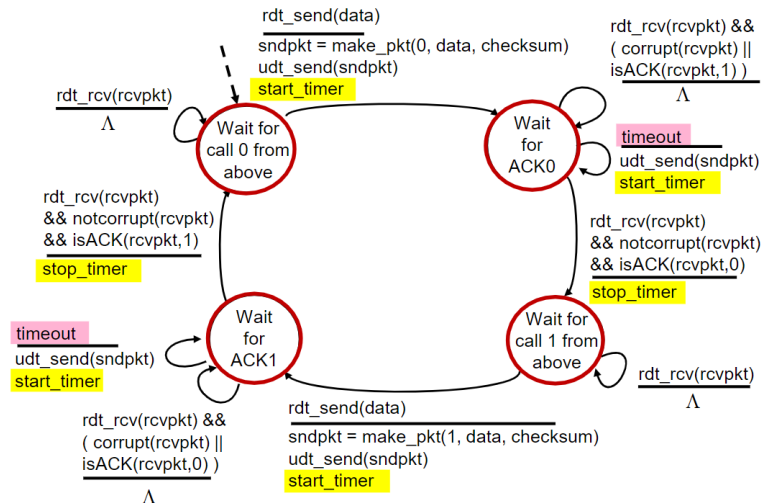 rdt_send(data)
sndpkt = make_pkt(0, data, checksum)
udt_send(sndpkt)
start_timer
rdt_rcv(rcvpkt) &&
( corrupt(rcvpkt) ||
isACK(rcvpkt,1) )
Λ
rdt_rcv(rcvpkt)
Λ
Wait for
call 0 from
above
Wait
for
ACK0
timeout
udt_send(sndpkt)
start_timer
rdt_rcv(rcvpkt)
&& notcorrupt(rcvpkt)
&& isACK(rcvpkt,1)
stop_timer
rdt_rcv(rcvpkt)
&& notcorrupt(rcvpkt)
&& isACK(rcvpkt,0)
stop_timer
timeout
udt_send(sndpkt)
start_timer
Wait
for
ACK1
Wait for
call 1 from
above
rdt_rcv(rcvpkt)
Λ
rdt_rcv(rcvpkt) &&
( corrupt(rcvpkt) ||
isACK(rcvpkt,0) )
Λ
rdt_send(data)
sndpkt = make_pkt(1, data, checksum)
udt_send(sndpkt)
start_timer